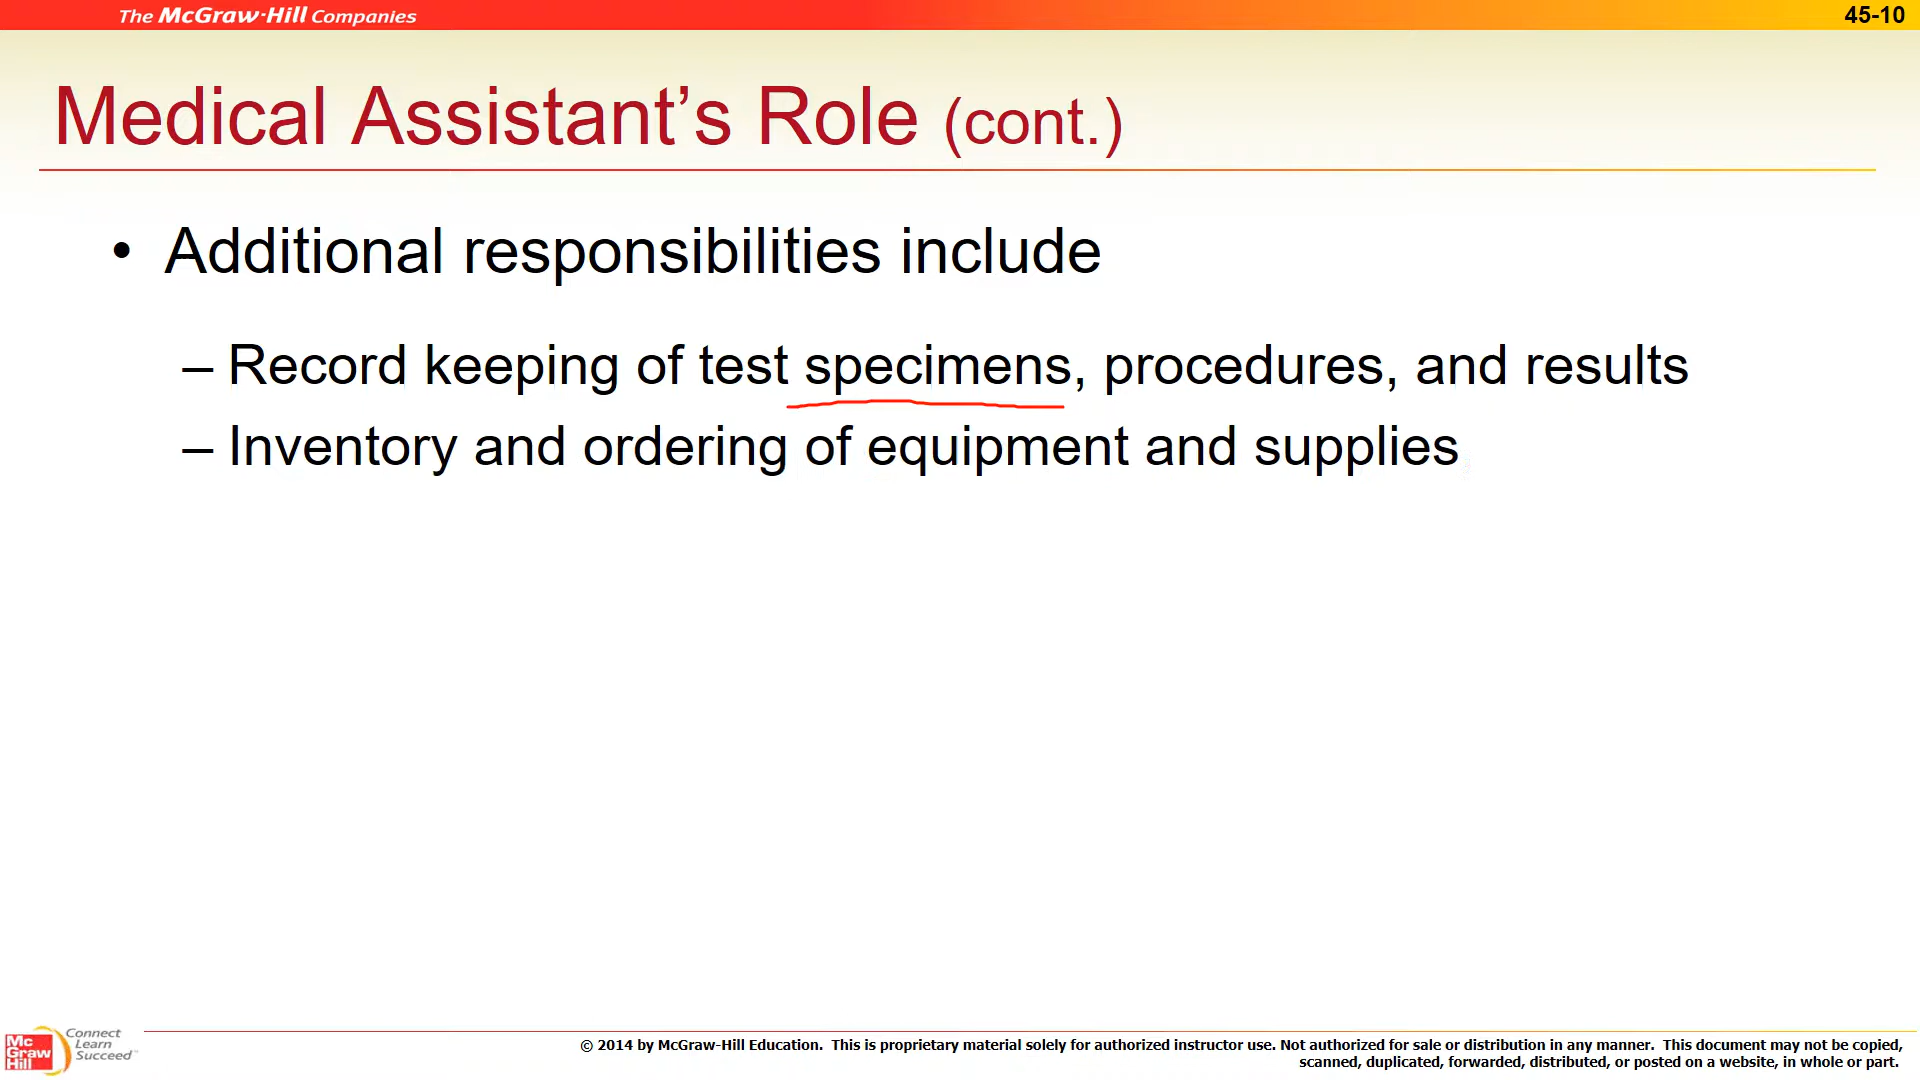 The McGraw-Hill Companies
45-10
Medical Assistant’s Role (cont.)
• Additional responsibilities include
– Record keeping of test specimens, procedures, and results
– Inventory and ordering of equipment and supplies
Mc
Graw
Hill
Connect
Learn
Succeed™
© 2014 by McGraw-Hill Education. This is proprietary material solely for authorized instructor use. Not authorized for sale or distribution in any manner. This document may not be copied,
scanned, duplicated, forwarded, distributed, or posted on a website, in whole or part.